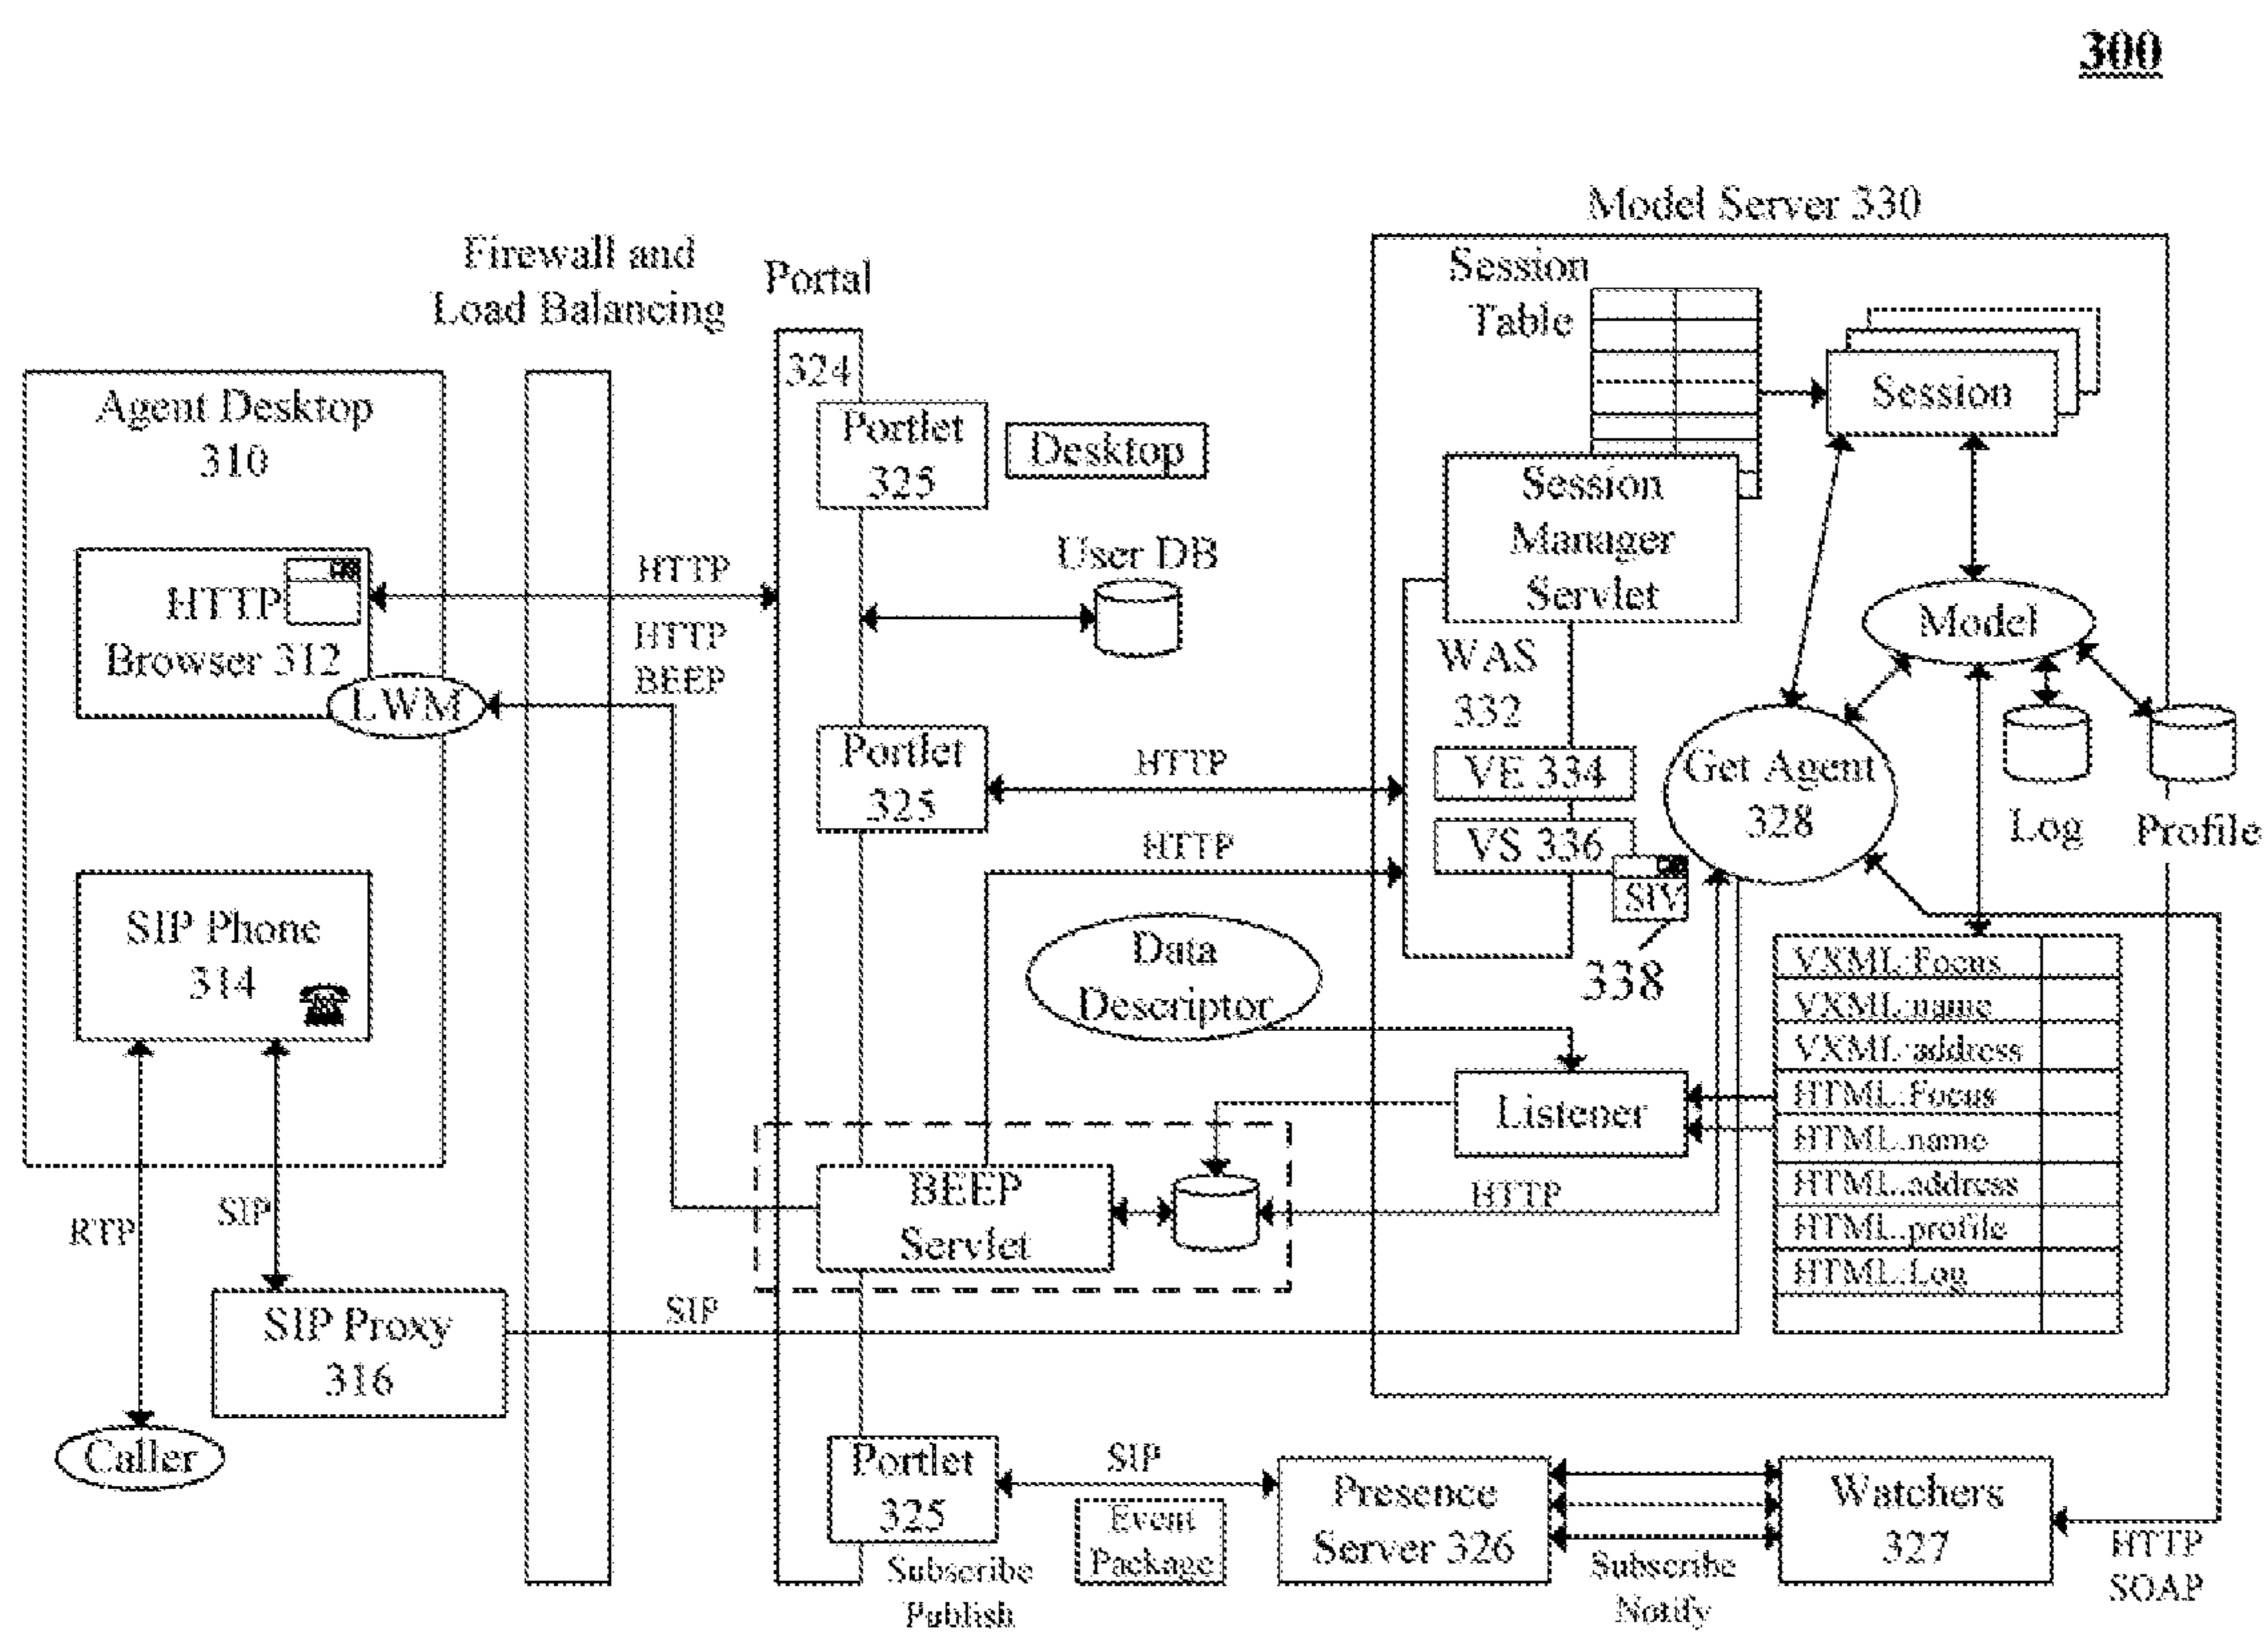 300
Model Server 330
Firewall and
Load Balancing
Portal
324
Agent Desktop
310
HTTP
Browser 312
LWM
SIP Phone
314
RTP
SIP
SIP Proxy
316
Caller
HTTP
HTTP
BEEP
SIP
Portlet
325
Desktop
User DB
Portlet
325
HTTP
HTTP
Data
Descriptor
BEEP
Servlet
HTTP
Portlet
325
Subscribe
Publish
SIP
Event
Package
Presence
Server 326
Subscribe
Notify
Watchers
327
HTTP
SOAP
Session
Table
Session
Session
Manager
Servlet
WAS
332
VE 334
VS 336
SIV
338
Model
Get Agent
328
Log
Profile
Listener
VXML.Focus
VXML.name
VXML.address
HTML.Focus
HTML.name
HTML.address
HTML.profile
HTML.Log